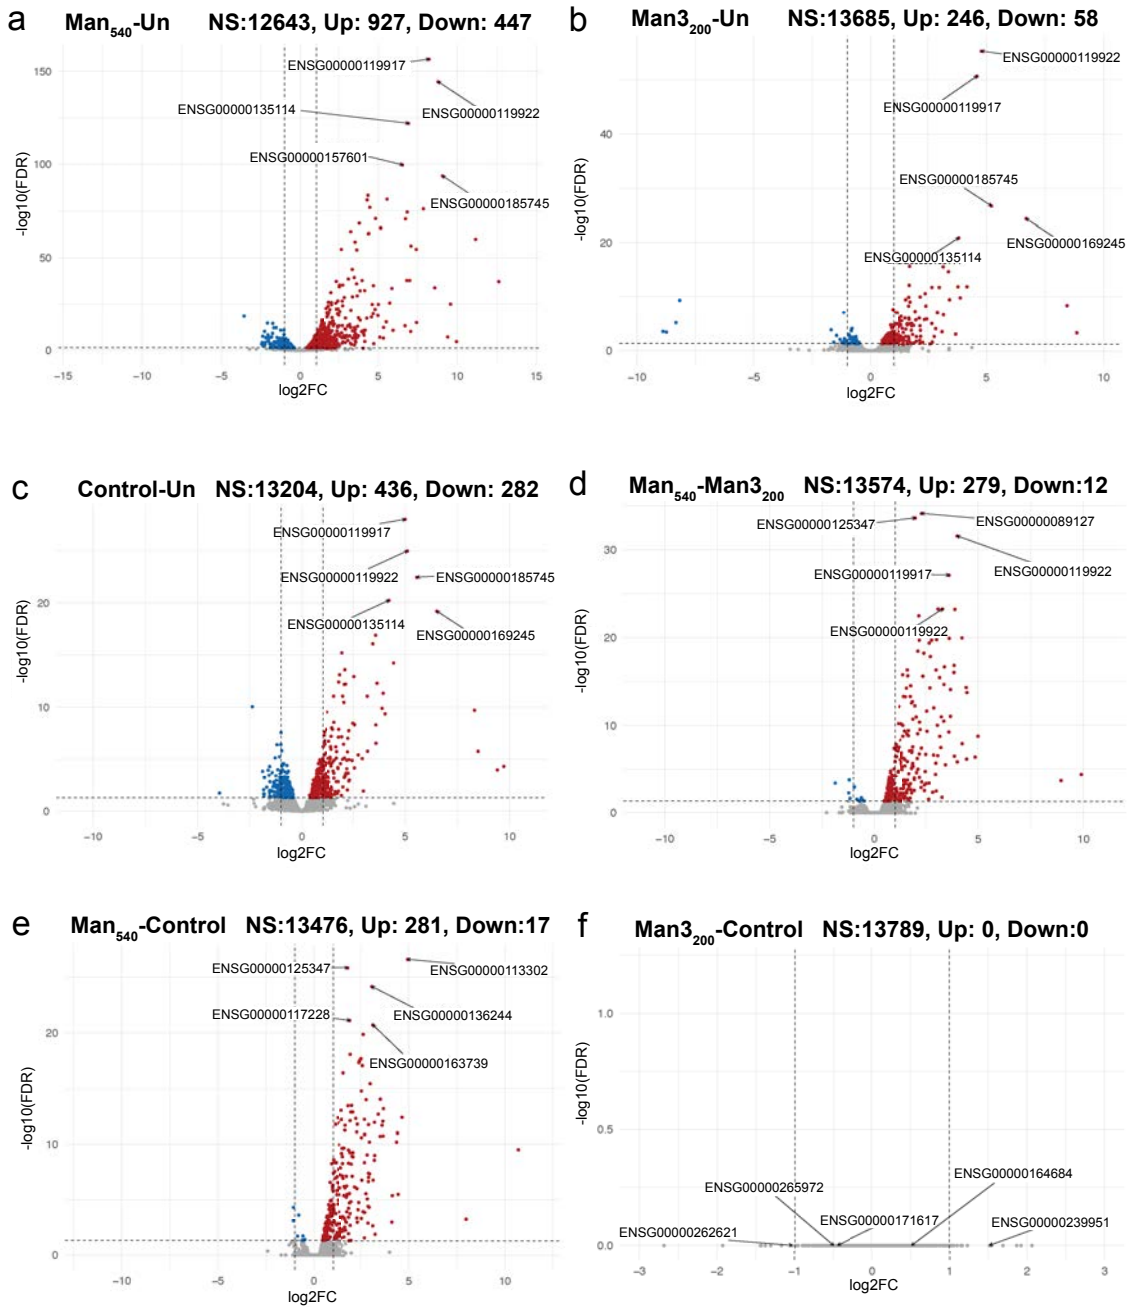 a Man540-Un NS:12643, Up: 927, Down: 447
150
100
50
0
-log10(FDR)
ENSG00000119917
ENSG00000119922
ENSG00000135114
ENSG00000157601
ENSG00000185745
−15 −10 −5 0 5 10 15
log2FC
b Man3200-Un NS:13685, Up: 246, Down: 58
40
20
0
-log10(FDR)
ENSG00000119922
ENSG00000119917
ENSG00000185745
ENSG00000169245
ENSG00000135114
−10 −5 0 5 10
log2FC
c Control-Un NS:13204, Up: 436, Down: 282
20
10
0
-log10(FDR)
ENSG00000119917
ENSG00000119922
ENSG00000185745
ENSG00000135114
ENSG00000169245
−10 −5 0 5 10
log2FC
d Man540-Man3200 NS:13574, Up: 279, Down:12
30
20
10
0
-log10(FDR)
ENSG00000125347
ENSG00000089127
ENSG00000119922
ENSG00000119917
ENSG00000119922
−10 −5 0 5 10
log2FC
e Man540-Control NS:13476, Up: 281, Down:17
20
10
0
-log10(FDR)
ENSG00000125347
ENSG00000113302
ENSG00000136244
ENSG00000117228
ENSG00000163739
−10 −5 0 5 10
log2FC
f Man3200-Control NS:13789, Up: 0, Down:0
1.0
0.5
0.0
-log10(FDR)
ENSG00000164684
ENSG00000265972
ENSG00000171617
ENSG00000239951
ENSG00000262621
−3 −2 −1 0 1 2 3
log2FC